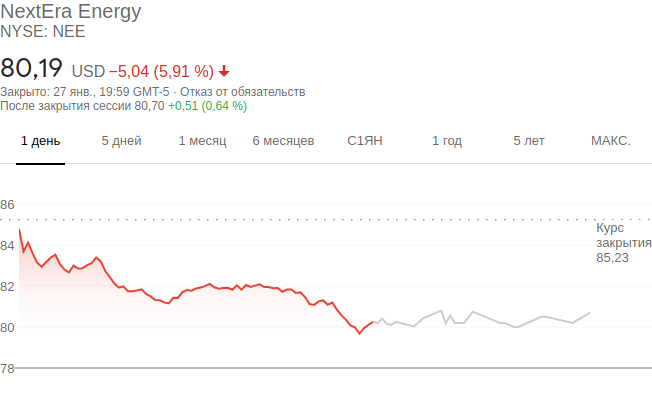 NextEra Energy
NYSE: NEE
80,19 USD −5,04 (5,91 %)
Закрыто: 27 янв., 19:59 GMT-5 · Отказ от обязательств
После закрытия сессии 80,70 +0,51 (0,64 %)
1 день 5 дней 1 месяц 6 месяцев С1ЯН 1 год 5 лет МАКС.
86
Курс
закрытия
85,23
84
82
80
78